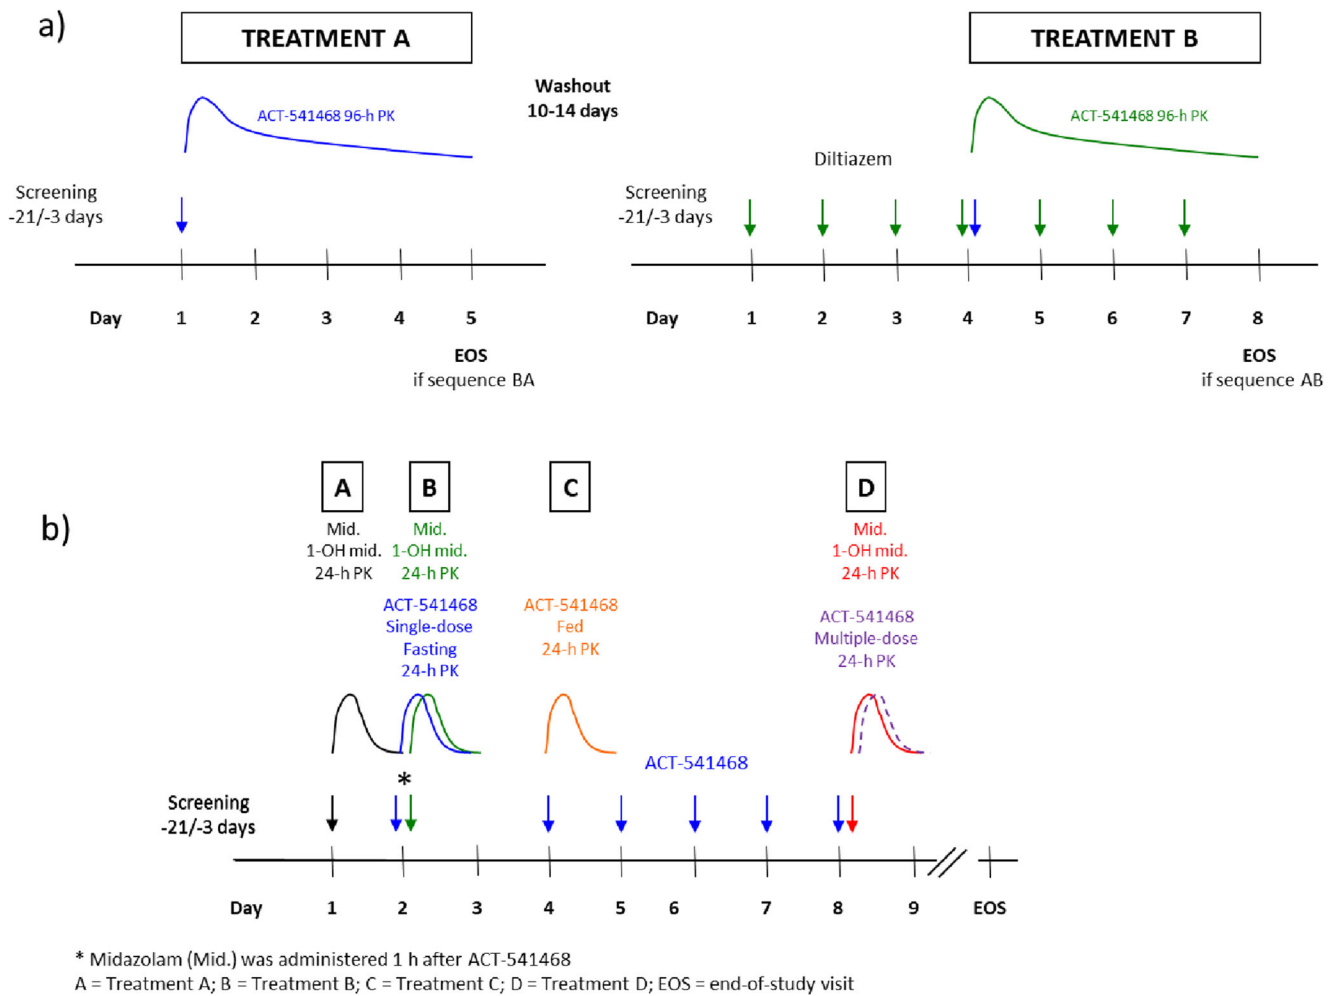 a)
TREATMENT A
TREATMENT B
Washout
10-14 days
ACT-541468 96-h PK
ACT-541468 96-h PK
Diltiazem
Screening
-21/-3 days
Screening
-21/-3 days
Day 1 2 3 4 5
Day 1 2 3 4 5 6 7 8
EOS
if sequence BA
EOS
if sequence AB
b)
A
B
C
D
Mid.
1-OH mid.
24-h PK
Mid.
1-OH mid.
24-h PK
ACT-541468
Single-dose
Fasting
24-h PK
ACT-541468
Fed
24-h PK
Mid.
1-OH mid.
24-h PK
ACT-541468
Multiple-dose
24-h PK
ACT-541468
*
Screening
-21/-3 days
Day 1 2 3 4 5 6 7 8 9 EOS
* Midazolam (Mid.) was administered 1 h after ACT-541468
A = Treatment A; B = Treatment B; C = Treatment C; D = Treatment D; EOS = end-of-study visit